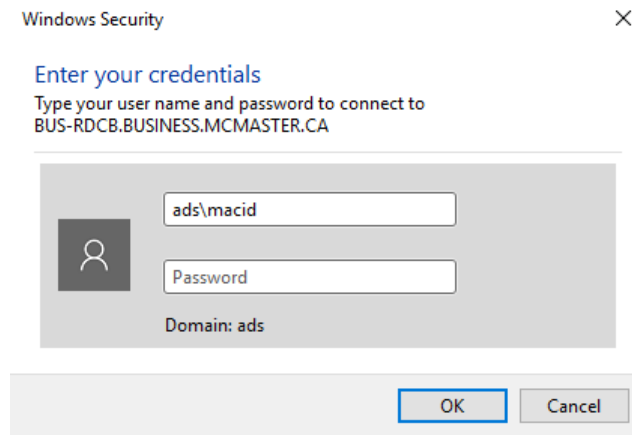 Windows Security
Enter your credentials
Type your user name and password to connect to
BUS-RDCB.BUSINESS.MCMASTER.CA
ads\macid
Password
Domain: ads
OK
Cancel